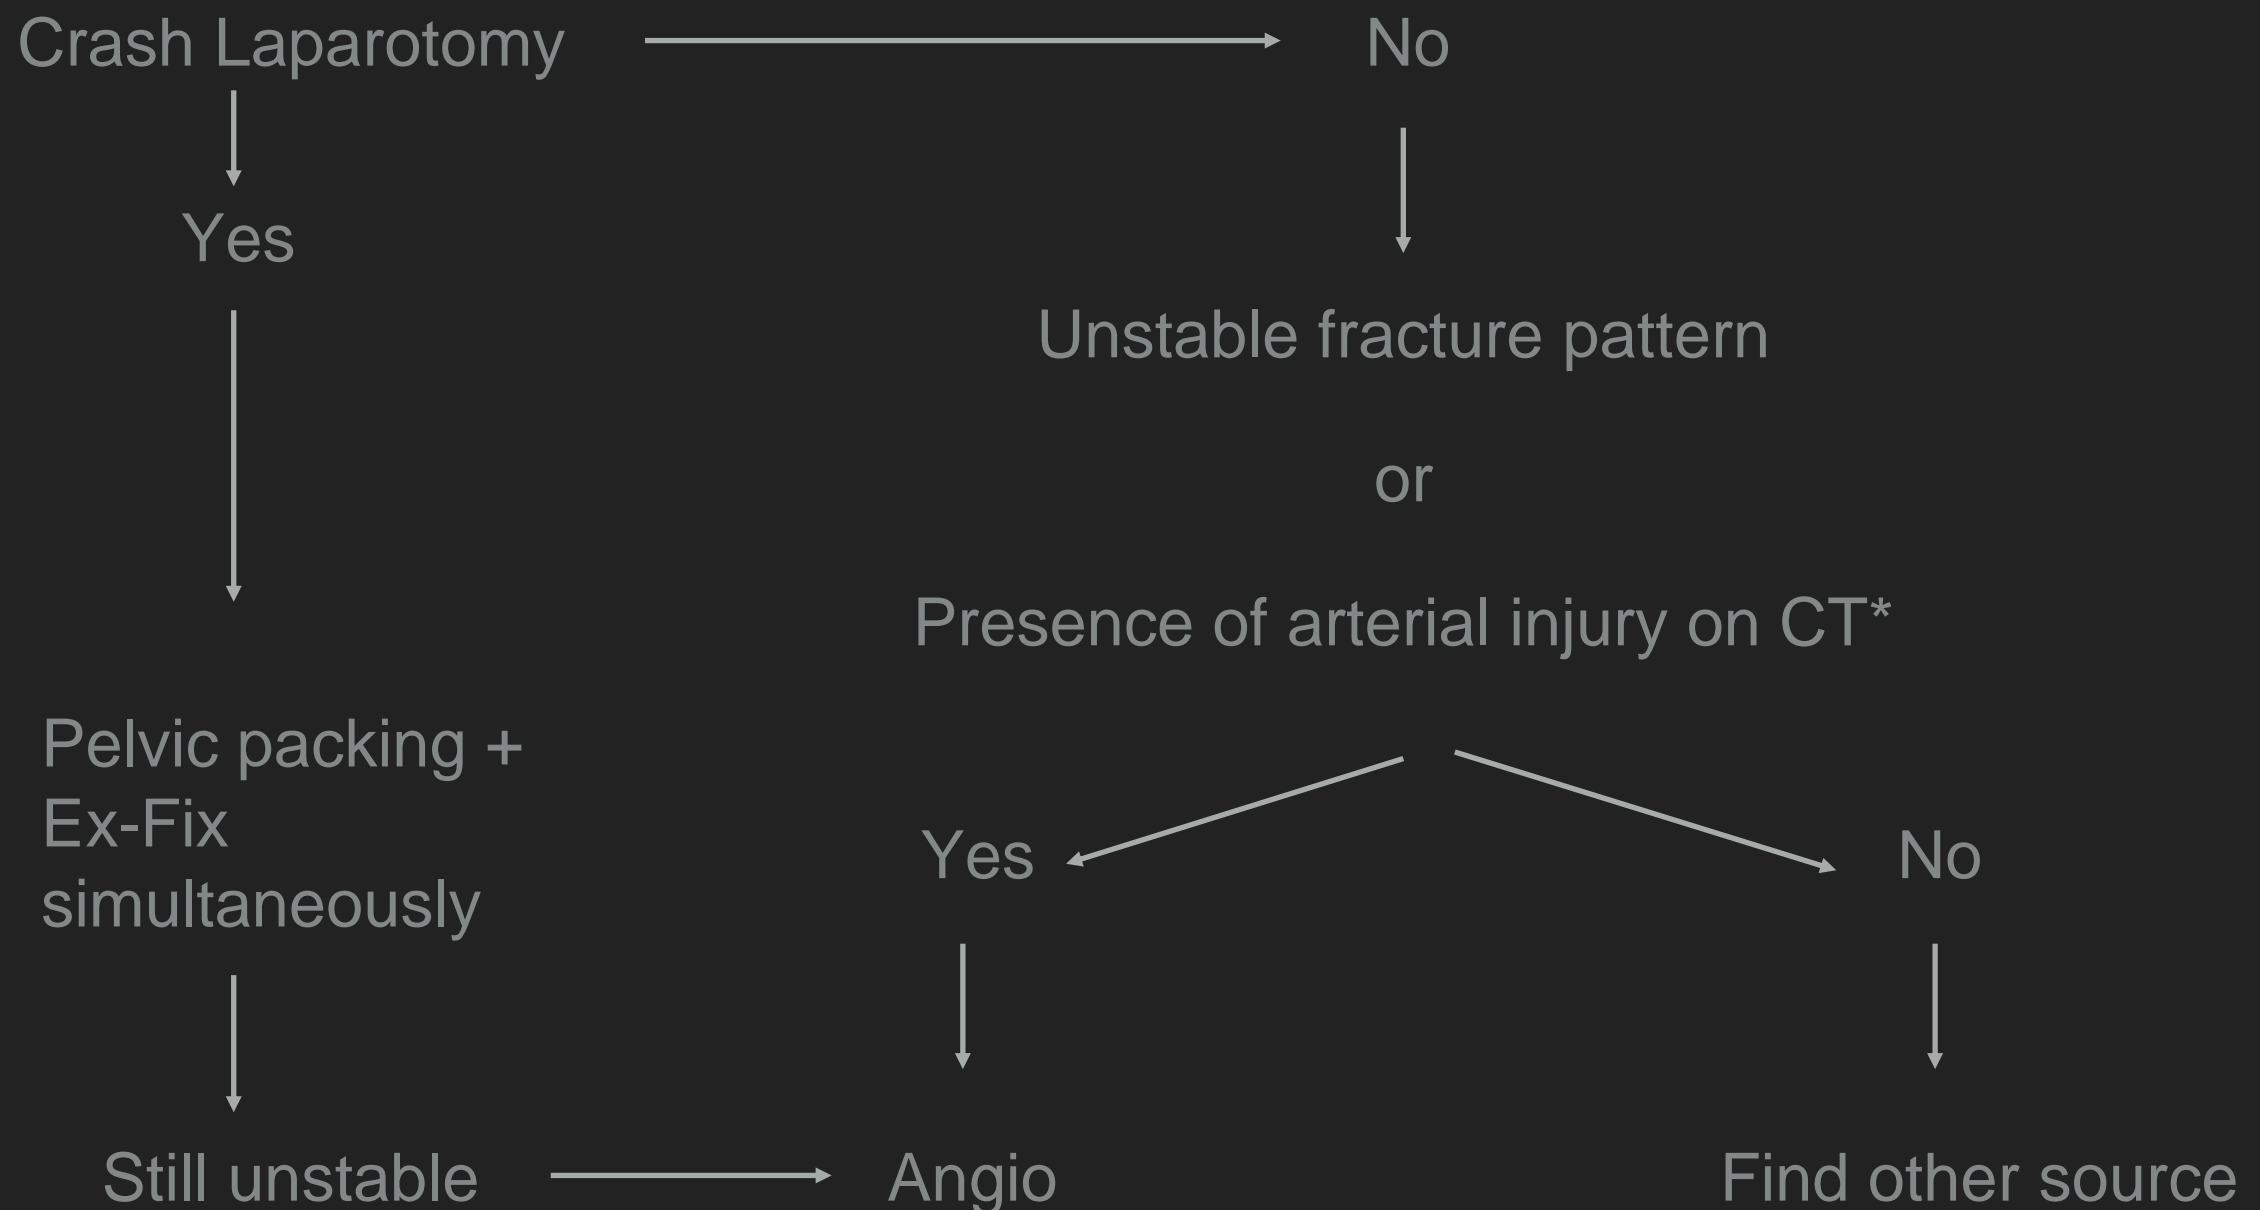 Crash Laparotomy
No
Yes
Unstable fracture pattern
or
Presence of arterial injury on CT*
Pelvic packing +
Ex-Fix
simultaneously
Yes
No
Still unstable
Angio
Find other source